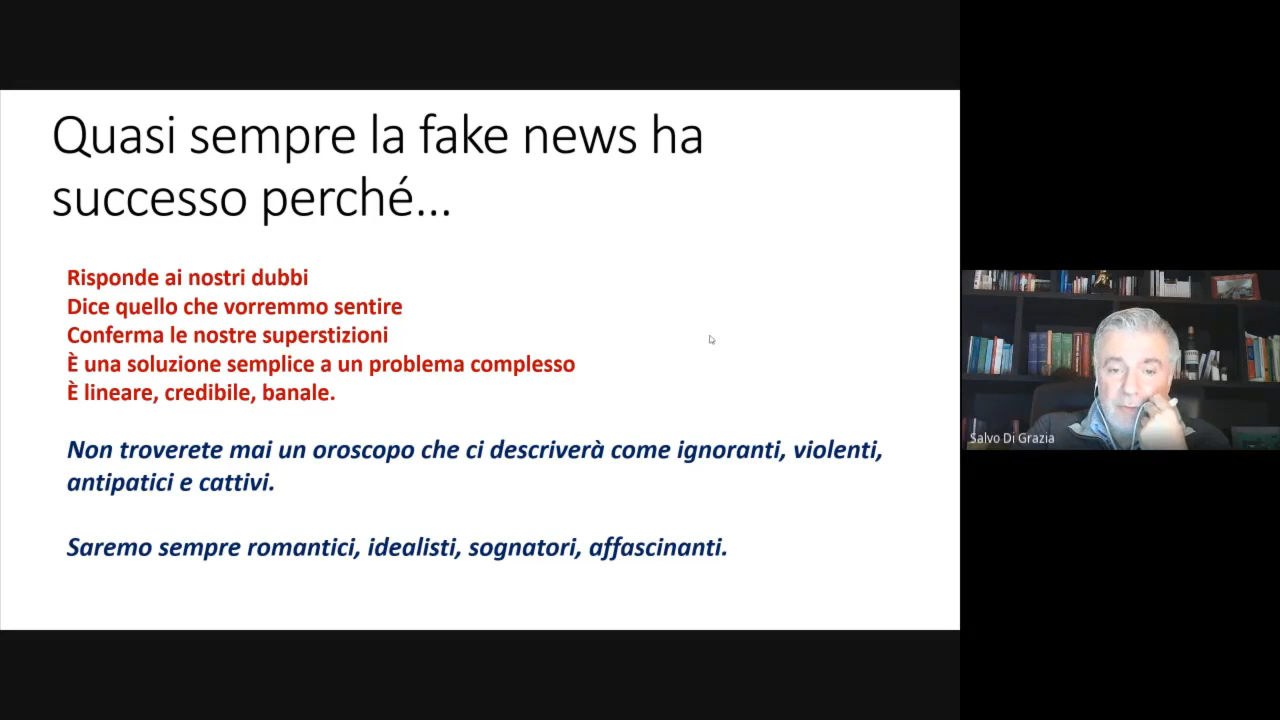 Quasi sempre la fake news ha
successo perché...
Risponde ai nostri dubbi
Dice quello che vorremmo sentire
Conferma le nostre superstizioni
È una soluzione semplice a un problema complesso
È lineare, credibile, banale.
Non troverete mai un oroscopo che ci descriverà come ignoranti, violenti,
antipatici e cattivi.
Saremo sempre romantici, idealisti, sognatori, affascinanti.
Salvo Di Grazia